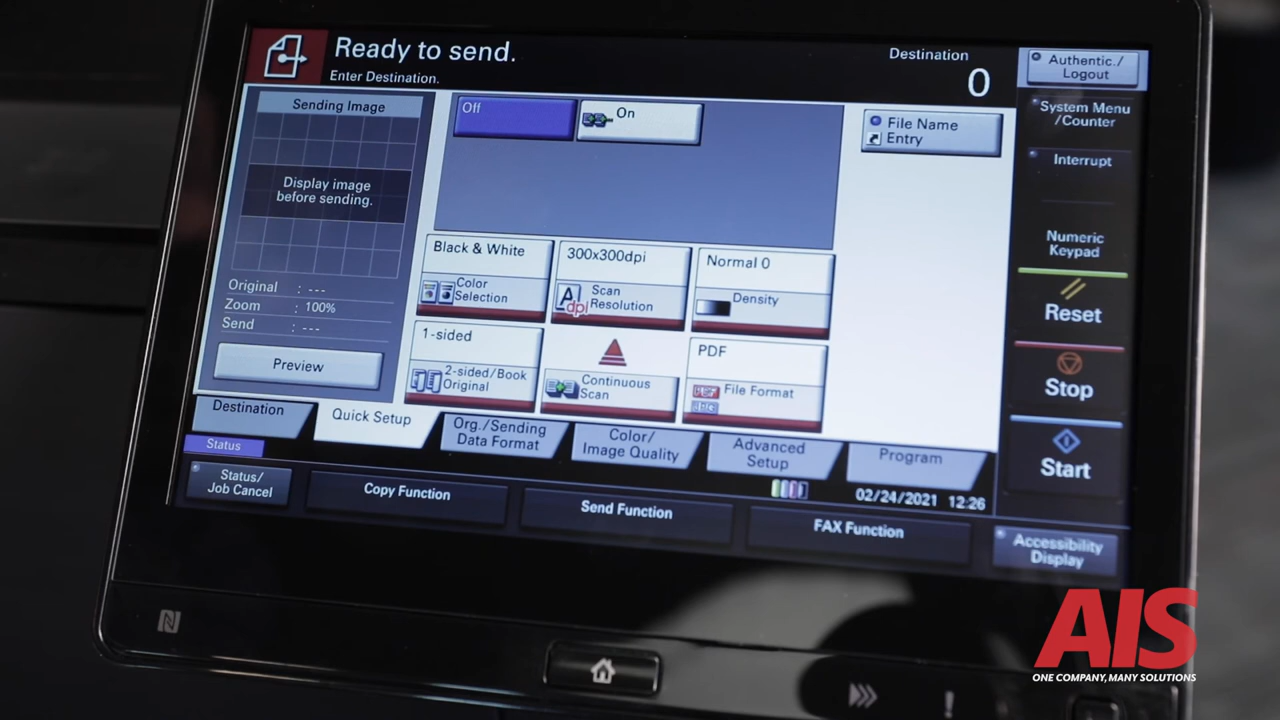 Ready to send.
Enter Destination.
Destination
0
Authentic./
Logout
Sending Image
Display image
before sending.
Original : ---
Zoom : 100%
Send : ---
Preview
Off
On
File Name
Entry
System Menu
/Counter
Interrupt
Numeric
Keypad
Reset
Stop
Start
Black & White
Color
Selection
300x300dpi
A
dpi
Scan
Resolution
Normal 0
Density
1-sided
2-sided/Book
Original
Continuous
Scan
PDF
File Format
Destination
Quick Setup
Org./Sending
Data Format
Color/
Image Quality
Advanced
Setup
Program
Status
02/24/2021 12:26
Status/
Job Cancel
Copy Function
Send Function
FAX Function
Accessibility
Display
AIS
ONE COMPANY, MANY SOLUTIONS